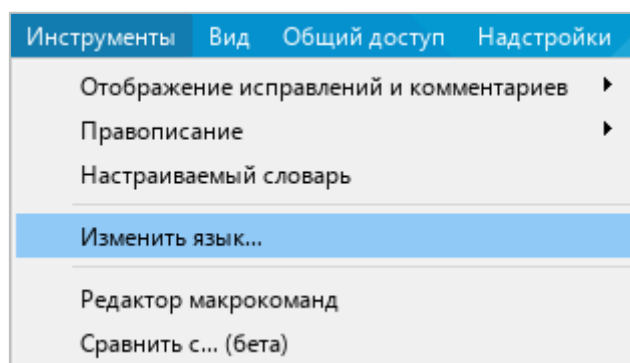 Инструменты Вид Общий доступ Надстройки
Отображение исправлений и комментариев
Правописание
Настраиваемый словарь
Изменить язык...
Редактор макрокоманд
Сравнить с... (бета)